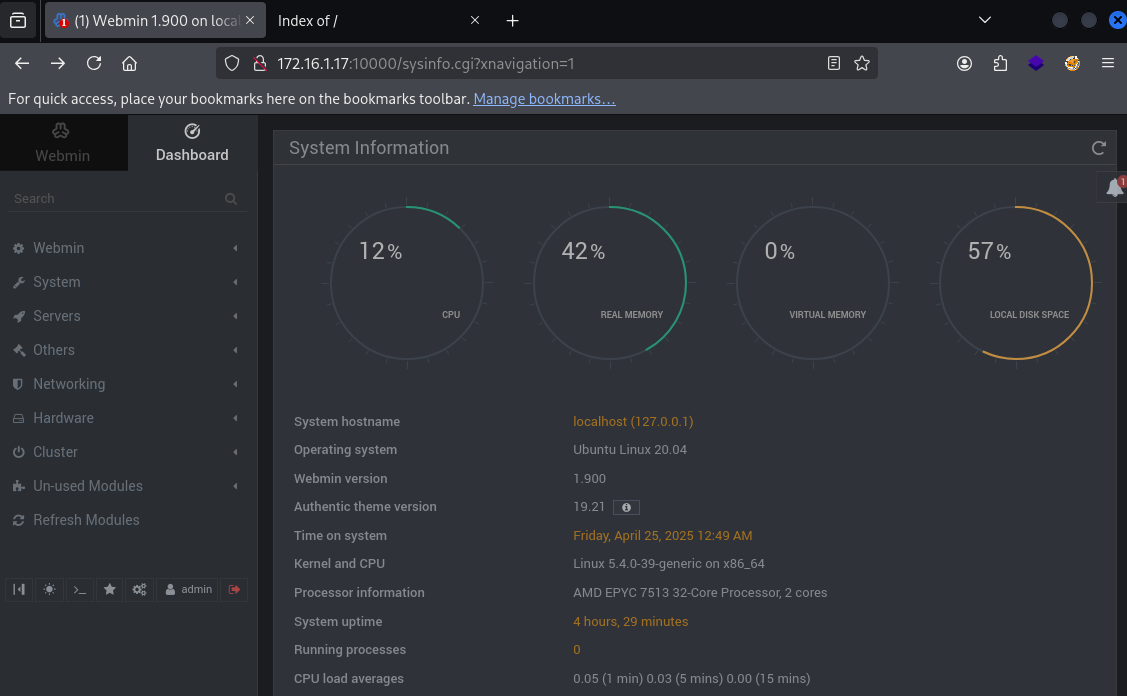 (1) Webmin 1.900 on loca
Index of /
172.16.1.17:10000/sysinfo.cgi?xnavigation=1
For quick access, place your bookmarks here on the bookmarks toolbar. Manage bookmarks…
Webmin
Dashboard
Search
Webmin
System
Servers
Others
Networking
Hardware
Cluster
Un-used Modules
Refresh Modules
admin
System Information
1
12%
CPU
42%
REAL MEMORY
0%
VIRTUAL MEMORY
57%
LOCAL DISK SPACE
System hostname localhost (127.0.0.1)
Operating system Ubuntu Linux 20.04
Webmin version 1.900
Authentic theme version 19.21
Time on system Friday, April 25, 2025 12:49 AM
Kernel and CPU Linux 5.4.0-39-generic on x86_64
Processor information AMD EPYC 7513 32-Core Processor, 2 cores
System uptime 4 hours, 29 minutes
Running processes 0
CPU load averages 0.05 (1 min) 0.03 (5 mins) 0.00 (15 mins)